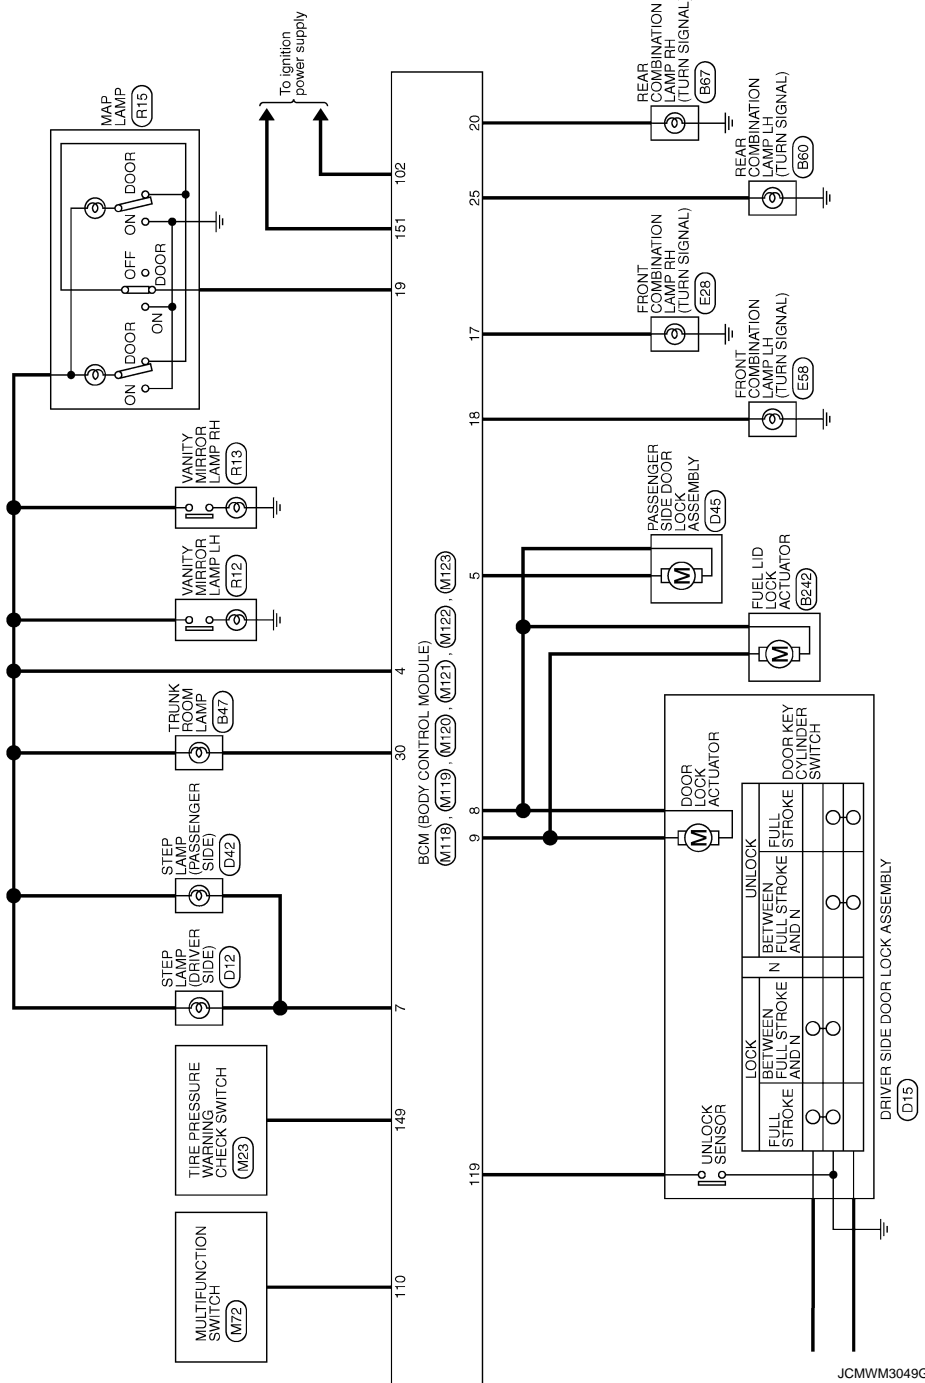 To ignition
power supply
MAP
LAMP
R15
DOOR
ON
OFF
DOOR
ON
DOOR
ON
VANITY
MIRROR
LAMP RH
R13
VANITY
MIRROR
LAMP LH
R12
TRUNK
ROOM
LAMP
B47
STEP
LAMP
(PASSENGER
SIDE)
D42
STEP
LAMP
(DRIVER
SIDE)
D12
TIRE PRESSURE
WARNING
CHECK SWITCH
M23
MULTIFUNCTION
SWITCH
M72
102
151
19
4
30
7
149
110
BCM (BODY CONTROL MODULE)
M118 , M119 , M120 , M121 , M122 , M123
20
25
17
18
5
8
9
119
REAR
COMBINATION
LAMP RH
(TURN SIGNAL)
B67
REAR
COMBINATION
LAMP LH
(TURN SIGNAL)
B60
FRONT
COMBINATION
LAMP RH
(TURN SIGNAL)
E28
FRONT
COMBINATION
LAMP LH
(TURN SIGNAL)
E58
PASSENGER
SIDE DOOR
LOCK
ASSEMBLY
D45
M
FUEL LID
LOCK
ACTUATOR
B242
M
DOOR
LOCK
ACTUATOR
M
DOOR KEY
CYLINDER
SWITCH
LOCK
N
UNLOCK
FULL
STROKE
BETWEEN
FULL STROKE
AND N
BETWEEN
FULL STROKE
AND N
FULL
STROKE
UNLOCK
SENSOR
DRIVER SIDE DOOR LOCK ASSEMBLY
D15
JCMWM3049G